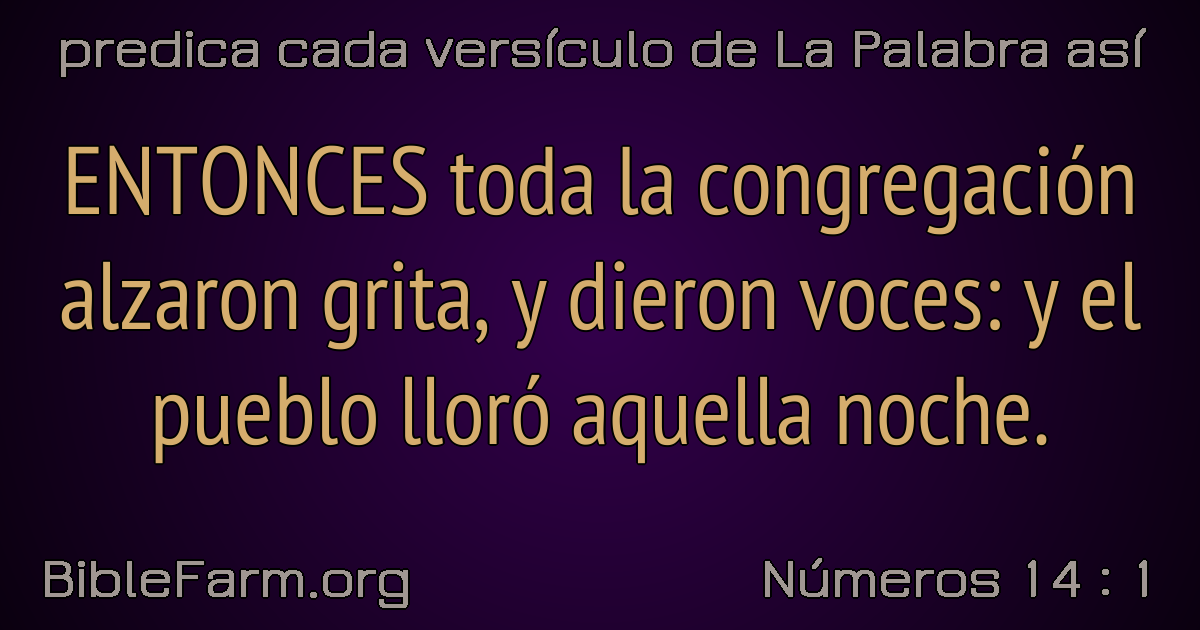 predica cada versículo de La Palabra así
ENTONCES toda la congregación
alzaron grita, y dieron voces: y el
pueblo lloró aquella noche.
BibleFarm.org
Números 14 : 1